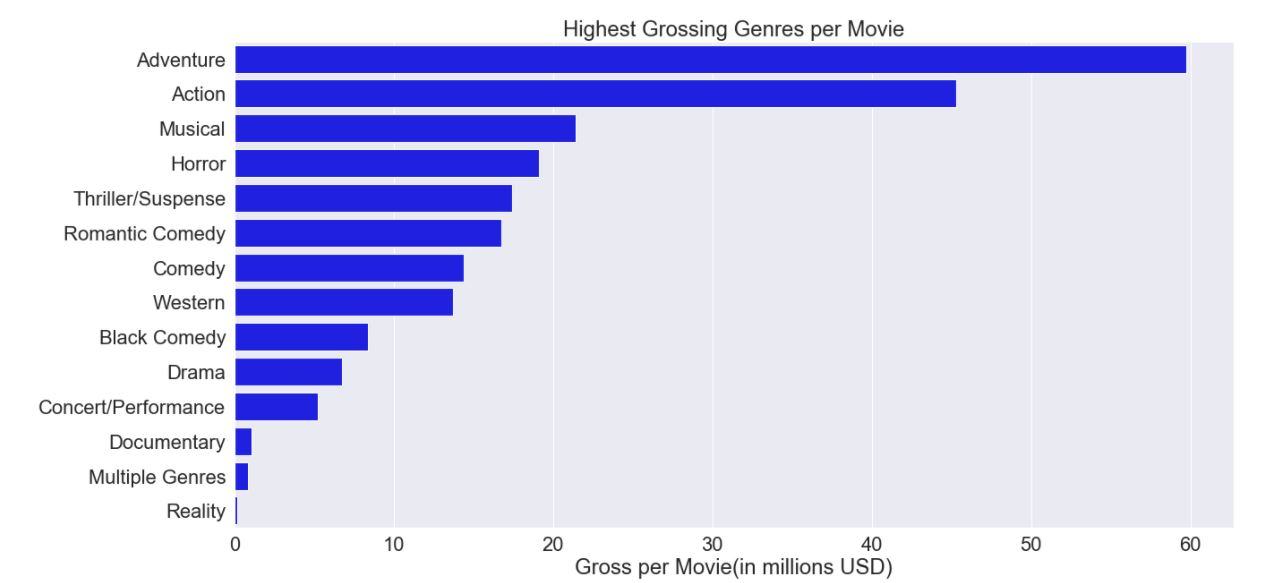 Highest Grossing Genres per Movie
Adventure
Action
Musical
Horror
Thriller/Suspense
Romantic Comedy
Comedy
Western
Black Comedy
Drama
Concert/Performance
Documentary
Multiple Genres
Reality
0 10 20 30 40 50 60
Gross per Movie(in millions USD)